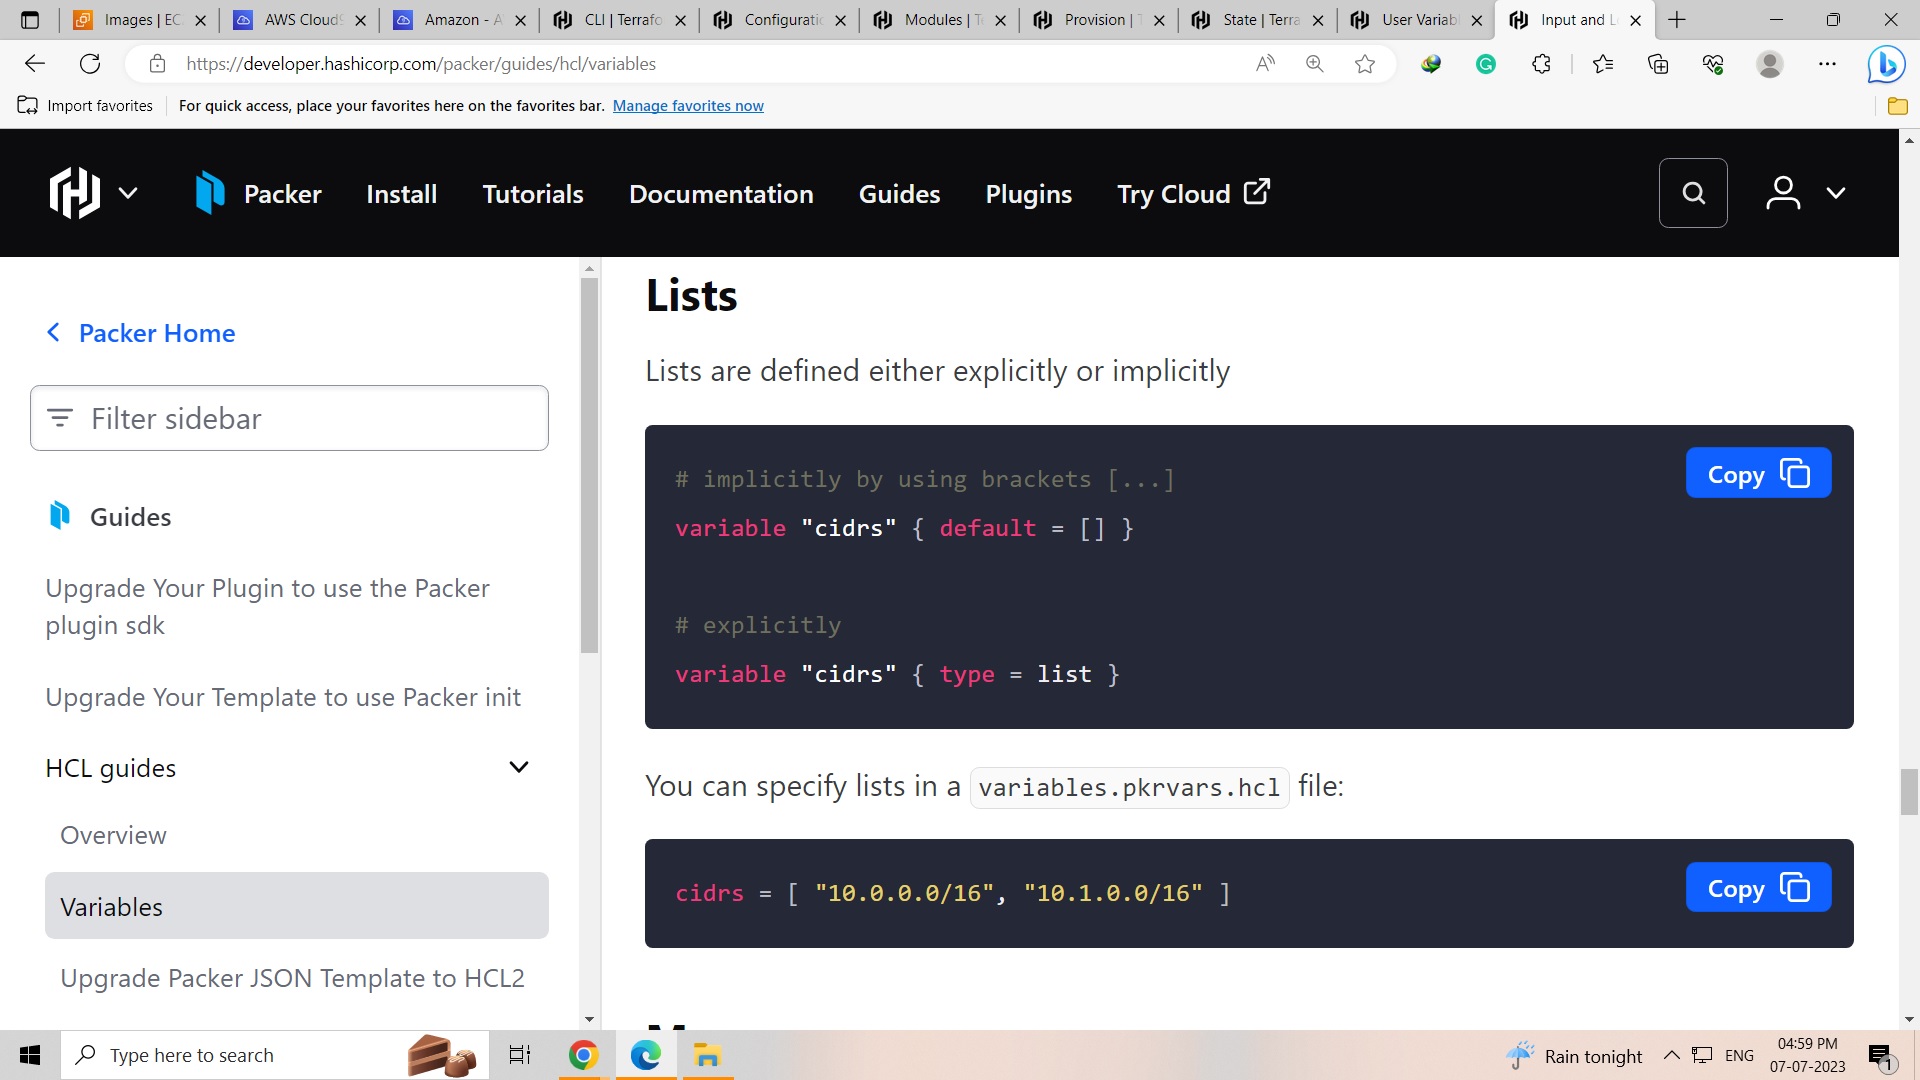 Images | EC
AWS Cloud9
Amazon - A
CLI | Terrafo
Configuratio
Modules | Te
Provision | T
State | Terra
User Variabl
Input and Lo
https://developer.hashicorp.com/packer/guides/hcl/variables
Import favorites
For quick access, place your favorites here on the favorites bar. Manage favorites now
Packer
Install
Tutorials
Documentation
Guides
Plugins
Try Cloud
Packer Home
Filter sidebar
Guides
Upgrade Your Plugin to use the Packer
plugin sdk
Upgrade Your Template to use Packer init
HCL guides
Overview
Variables
Upgrade Packer JSON Template to HCL2
Lists
Lists are defined either explicitly or implicitly
Copy
# implicitly by using brackets [...]
variable "cidrs" { default = [] }
# explicitly
variable "cidrs" { type = list }
You can specify lists in a variables.pkrvars.hcl file:
Copy
cidrs = [ "10.0.0.0/16", "10.1.0.0/16" ]
Type here to search
Rain tonight
ENG
04:59 PM
07-07-2023
1